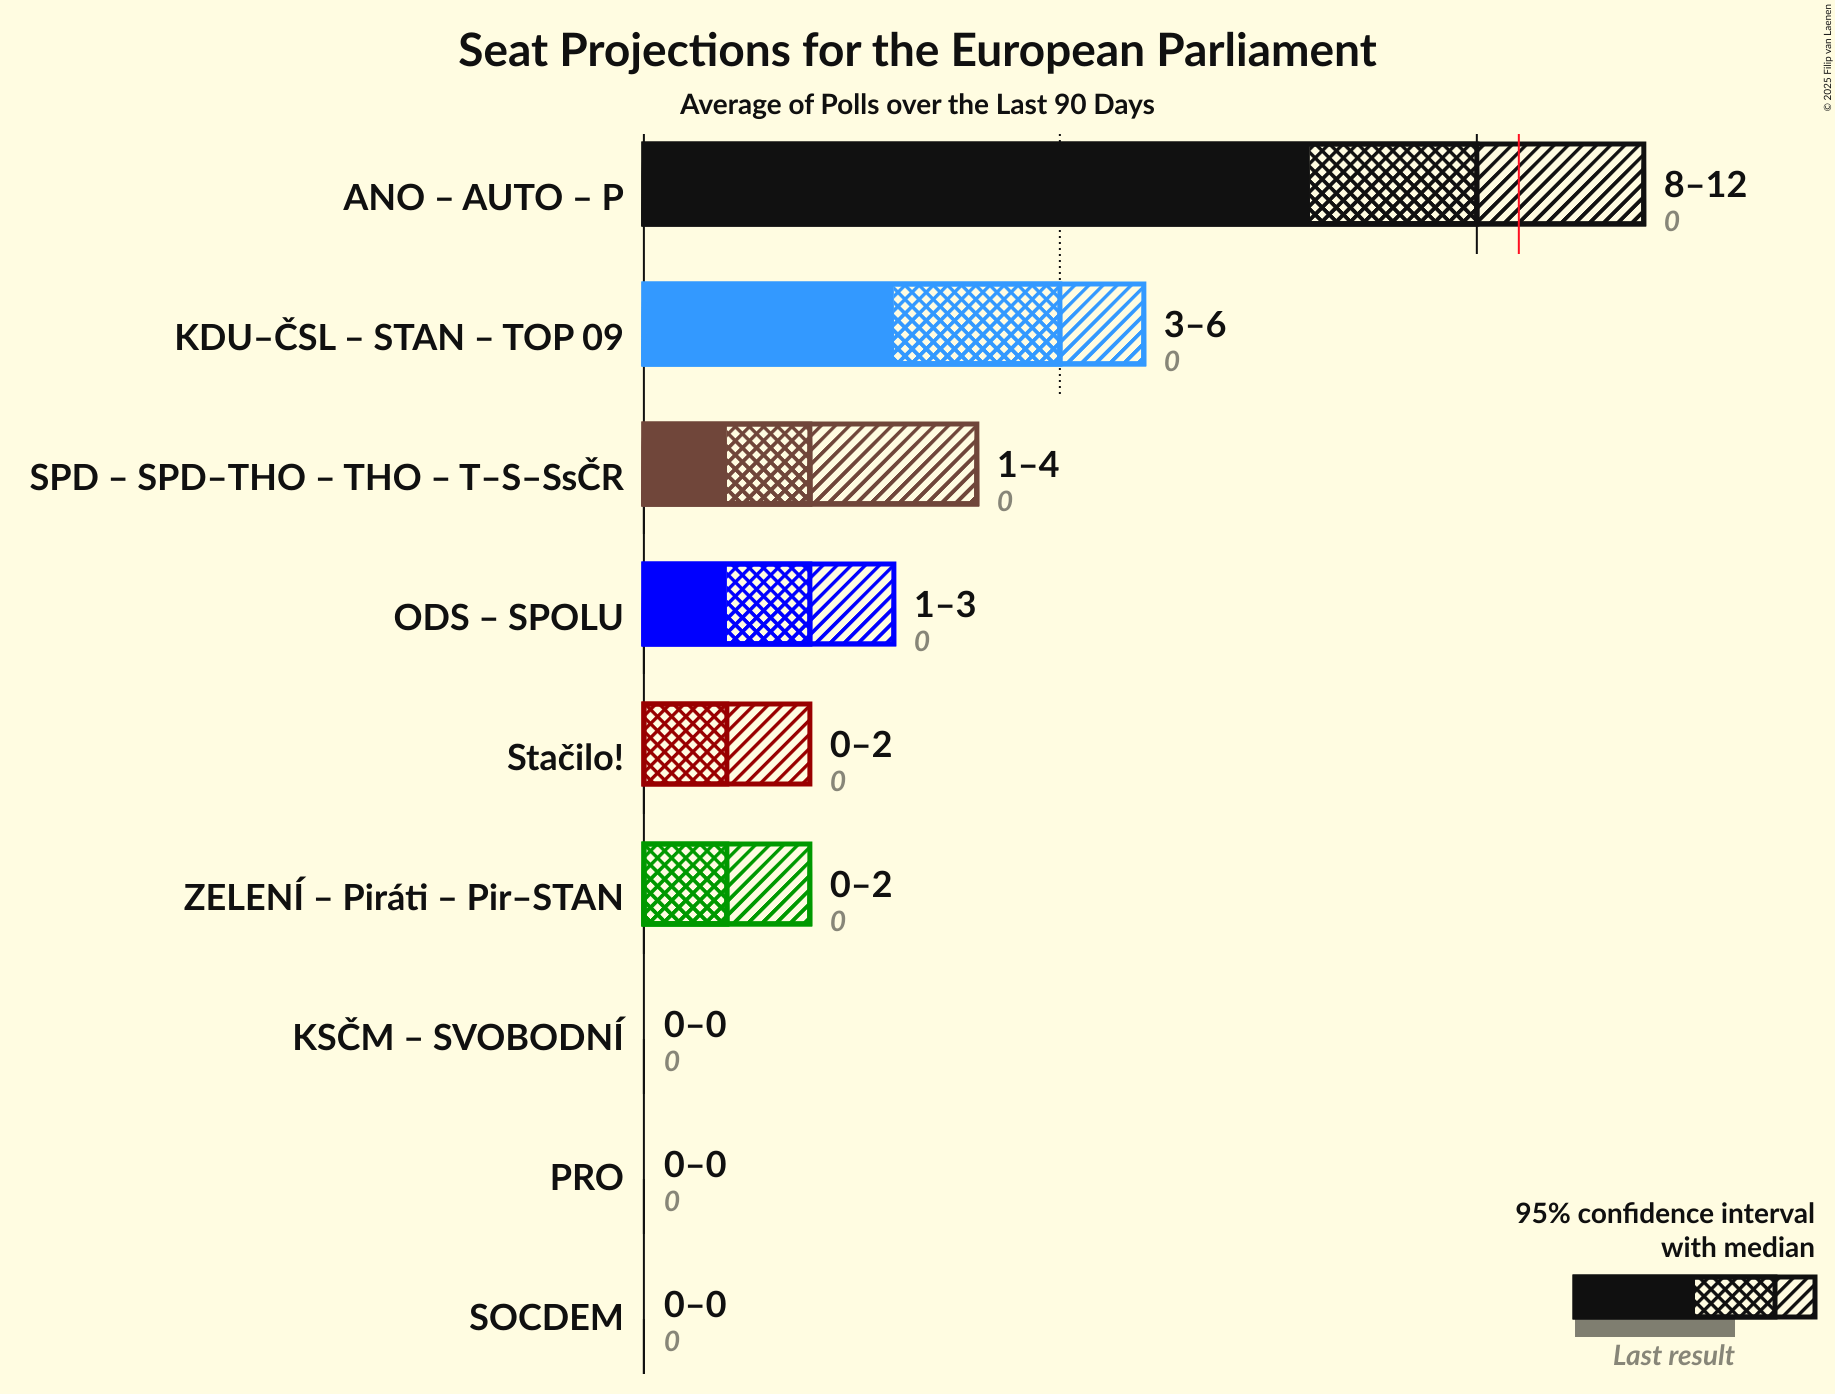 Seat Projections for the European Parliament
Average of Polls over the Last 90 Days
© 2025 Filip van Laenen
ANO – AUTO – P
8–12
0
KDU–ČSL – STAN – TOP 09
3–6
0
SPD – SPD–THO – THO – T–S–SsČR
1–4
0
ODS – SPOLU
1–3
0
Stačilo!
0–2
0
ZELENÍ – Piráti – Pir–STAN
0–2
0
KSČM – SVOBODNÍ
0–0
0
PRO
0–0
0
SOCDEM
0–0
0
95% confidence interval
with median
Last result